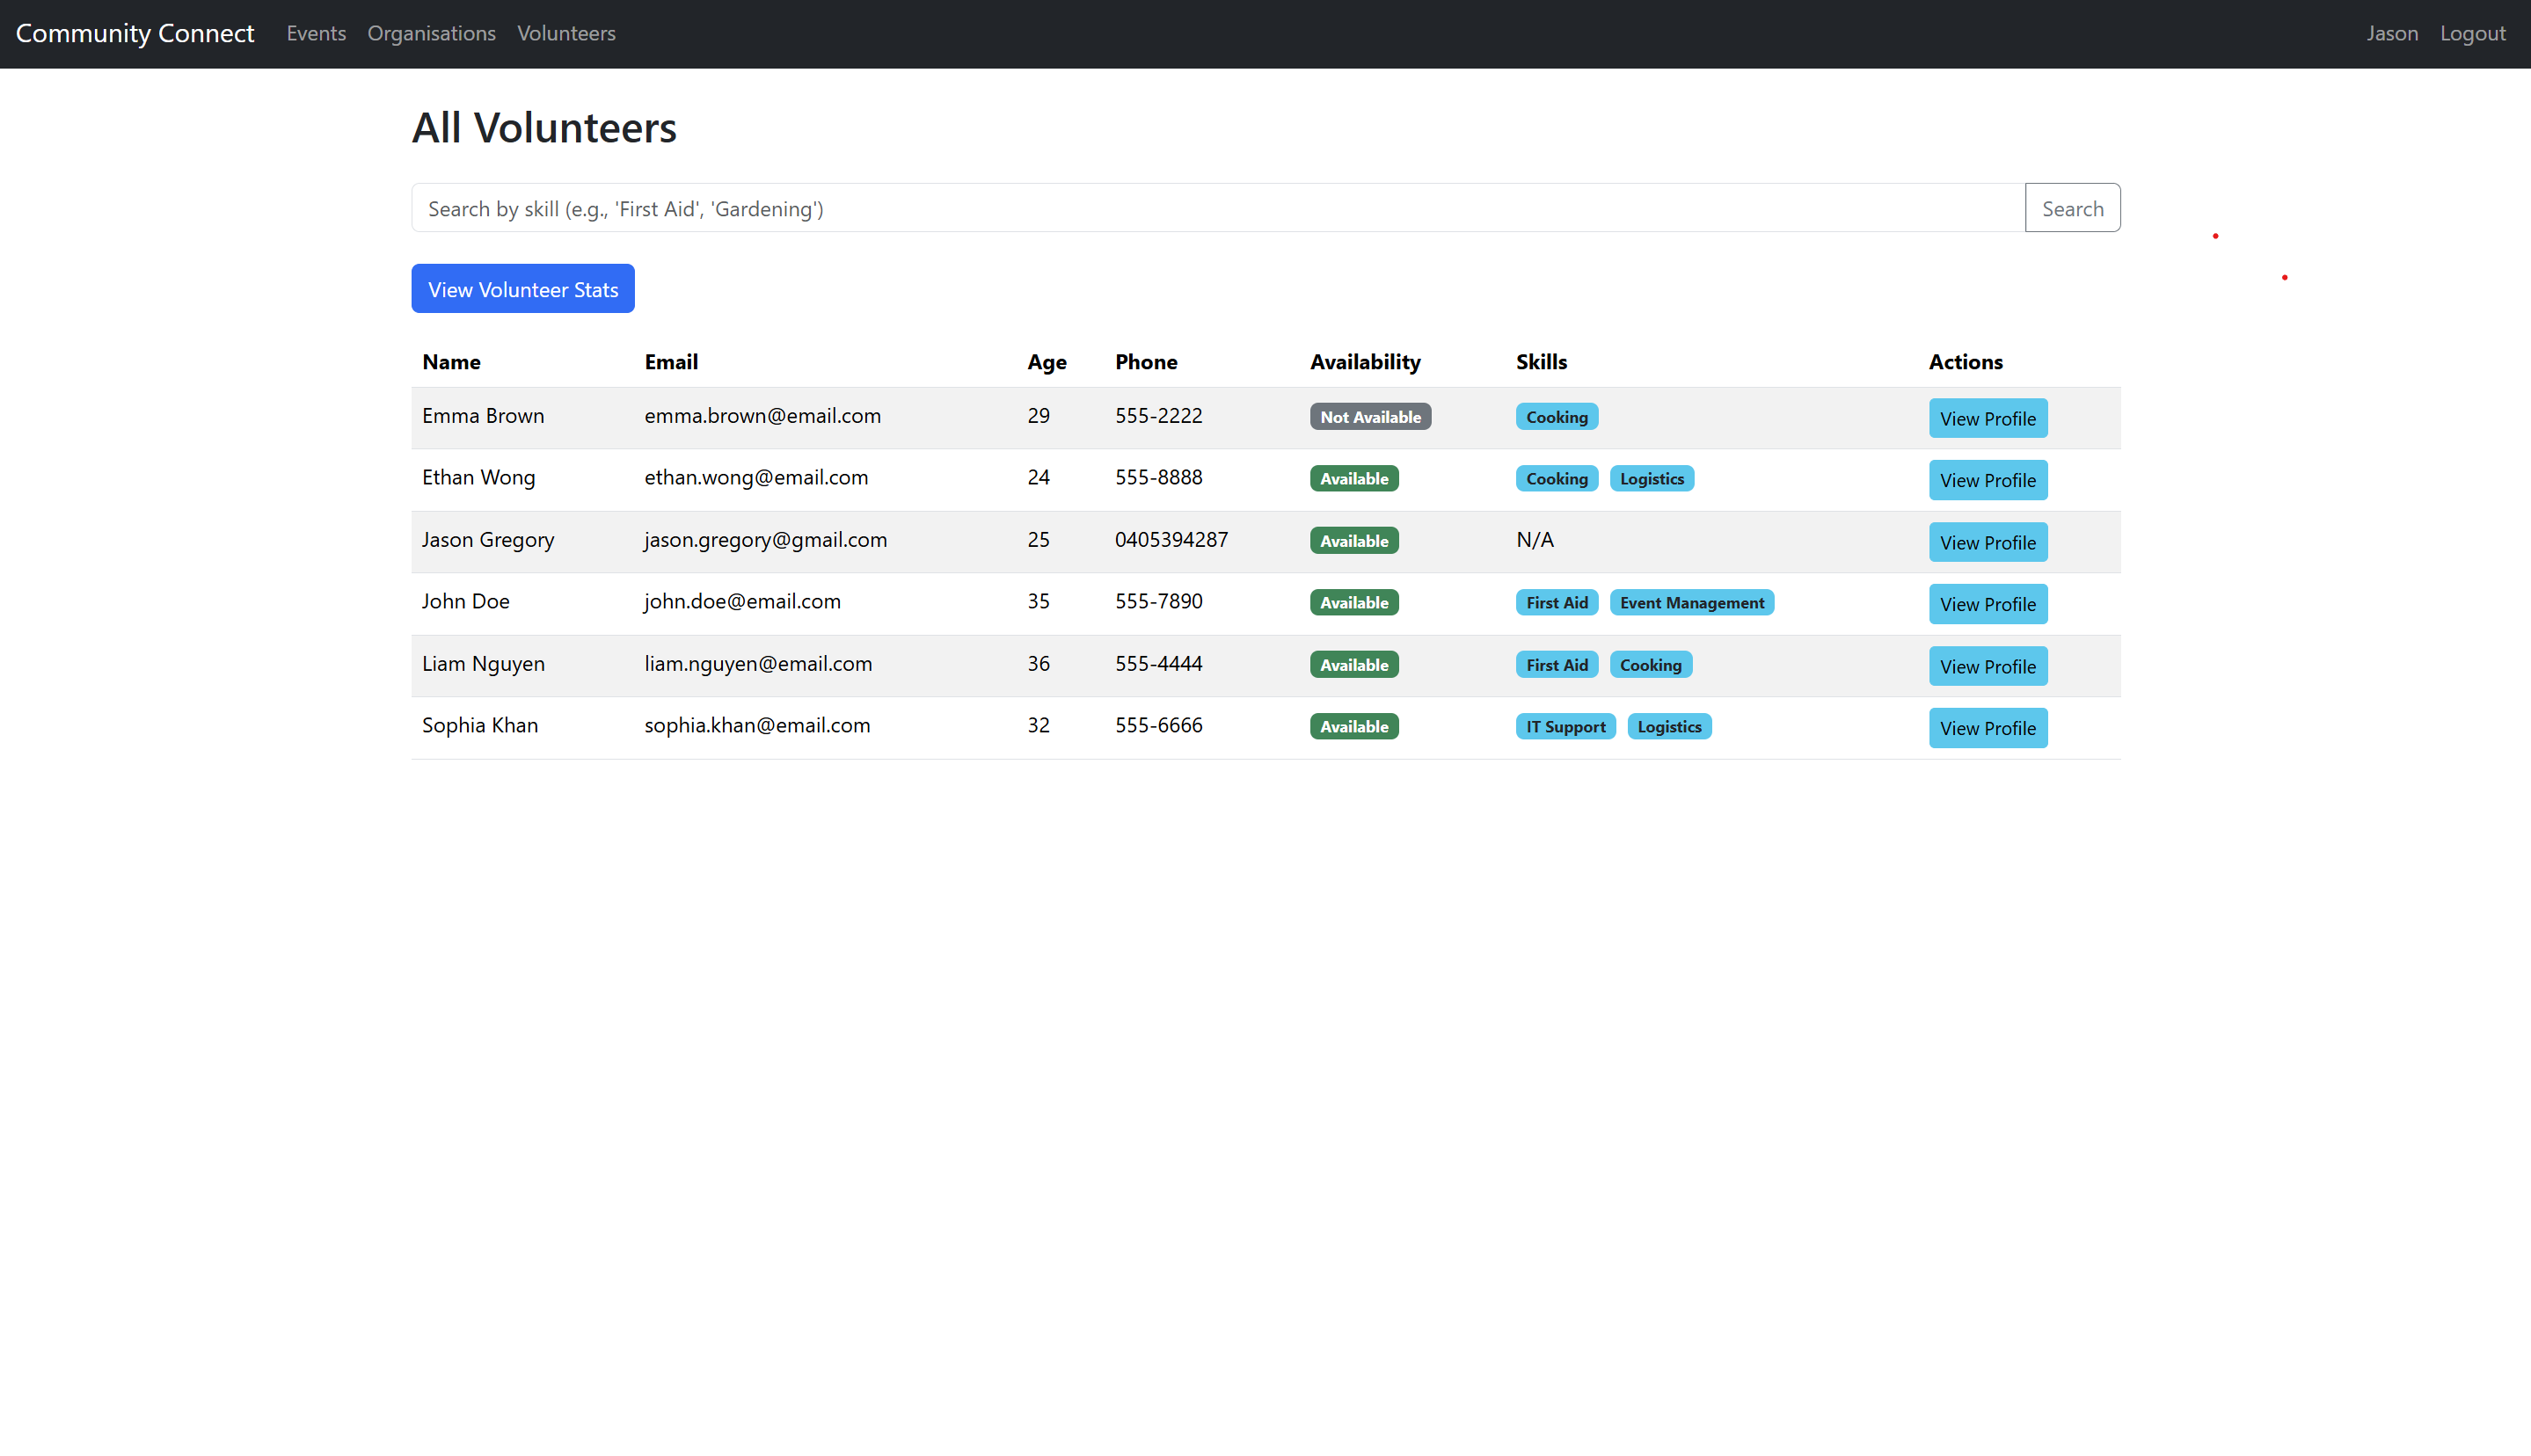 Community Connect Events Organisations Volunteers Jason Logout
All Volunteers
Search by skill (e.g., 'First Aid', 'Gardening') Search
View Volunteer Stats
Name Email Age Phone Availability Skills Actions
Emma Brown emma.brown@email.com 29 555-2222 Not Available Cooking View Profile
Ethan Wong ethan.wong@email.com 24 555-8888 Available Cooking Logistics View Profile
Jason Gregory jason.gregory@gmail.com 25 0405394287 Available N/A View Profile
John Doe john.doe@email.com 35 555-7890 Available First Aid Event Management View Profile
Liam Nguyen liam.nguyen@email.com 36 555-4444 Available First Aid Cooking View Profile
Sophia Khan sophia.khan@email.com 32 555-6666 Available IT Support Logistics View Profile